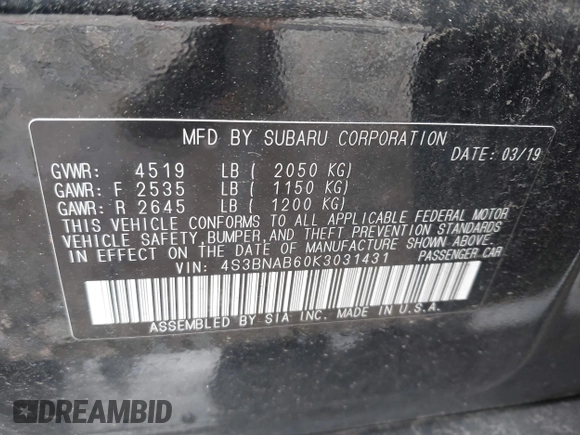 MFD BY SUBARU CORPORATION
DATE: 03/19
GVWR: 4519 LB ( 2050 KG)
GAWR: F 2535 LB ( 1150 KG)
GAWR: R 2645 LB ( 1200 KG)
THIS VEHICLE CONFORMS TO ALL APPLICABLE FEDERAL MOTOR
VEHICLE SAFETY,BUMPER,AND THEFT PREVENTION STANDARDS
IN EFFECT ON THE DATE OF MANUFACTURE SHOWN ABOVE.
VIN: 4S3BNAB60K3031431 PASSENGER CAR
ASSEMBLED BY SIA INC. MADE IN U.S.A.
DREAMBID